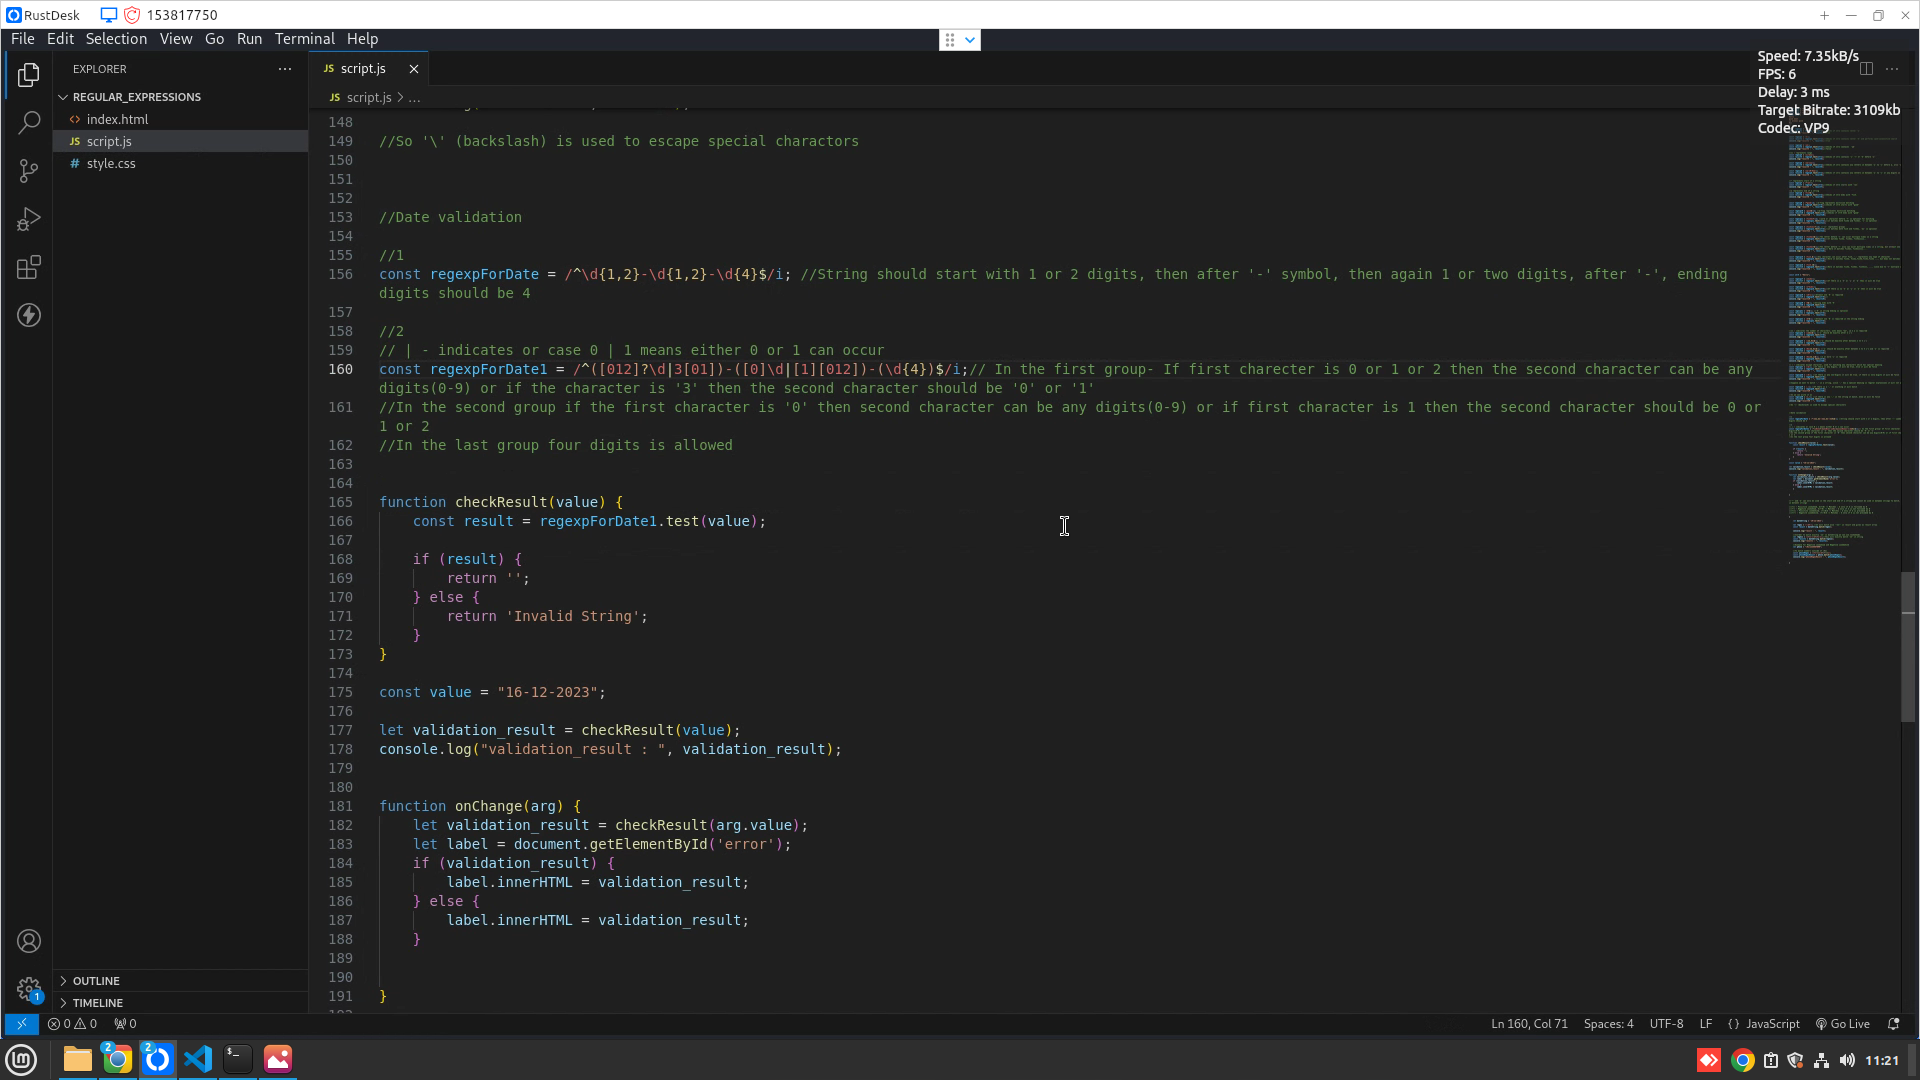 RustDesk 153817750
File Edit Selection View Go Run Terminal Help
Speed: 7.35kB/s
FPS: 6
Delay: 3 ms
Target Bitrate: 3109kb
Codec: VP9
EXPLORER
REGULAR_EXPRESSIONS
<> index.html
JS script.js
# style.css
OUTLINE
TIMELINE
JS script.js
JS script.js > ...
148
149 //So '\' (backslash) is used to escape special charactors
150
151
152
153 //Date validation
154
155 //1
156 const regexpForDate = /^\d{1,2}-\d{1,2}-\d{4}$/i; //String should start with 1 or 2 digits, then after '-' symbol, then again 1 or two digits, after '-', ending
digits should be 4
157
158 //2
159 // | - indicates or case 0 | 1 means either 0 or 1 can occur
160 const regexpForDate1 = /^([012]?\d|3[01])-([0]\d|[1][012])-(\d{4})$/i;// In the first group- If first charecter is 0 or 1 or 2 then the second character can be any
digits(0-9) or if the character is '3' then the second character should be '0' or '1'
161 //In the second group if the first character is '0' then second character can be any digits(0-9) or if first character is 1 then the second character should be 0 or
1 or 2
162 //In the last group four digits is allowed
163
164
165 function checkResult(value) {
166 const result = regexpForDate1.test(value);
167
168 if (result) {
169 return '';
170 } else {
171 return 'Invalid String';
172 }
173 }
174
175 const value = "16-12-2023";
176
177 let validation_result = checkResult(value);
178 console.log("validation_result : ", validation_result);
179
180
181 function onChange(arg) {
182 let validation_result = checkResult(arg.value);
183 let label = document.getElementById('error');
184 if (validation_result) {
185 label.innerHTML = validation_result;
186 } else {
187 label.innerHTML = validation_result;
188 }
189
190
191 }
1
0 0 0
Ln 160, Col 71 Spaces: 4 UTF-8 LF {} JavaScript Go Live
2 2 11:21